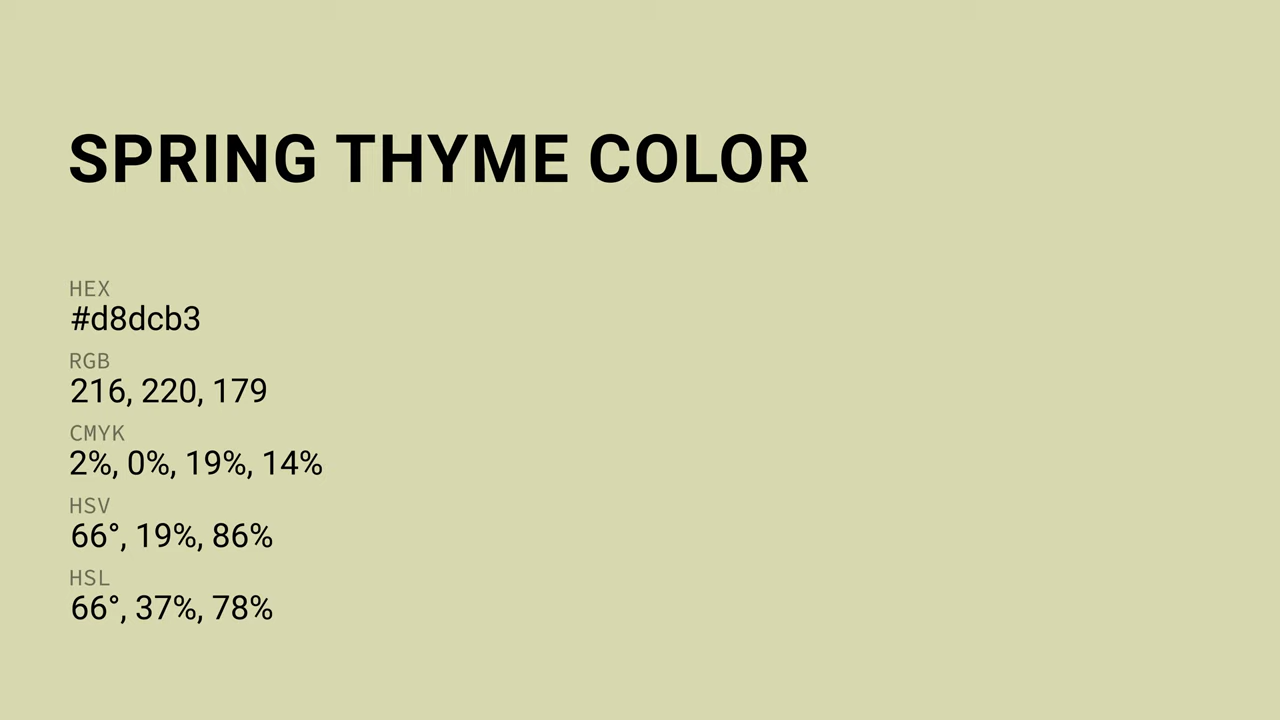 SPRING THYME COLOR
HEX
#d8dcb3
RGB
216, 220, 179
CMYK
2%, 0%, 19%, 14%
HSV
66°, 19%, 86%
HSL
66°, 37%, 78%